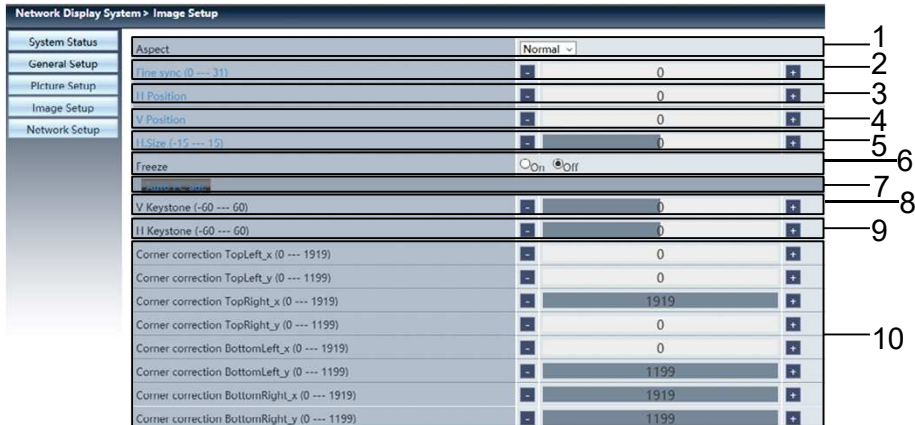 Network Display System > Image Setup
System Status
General Setup
Picture Setup
Image Setup
Network Setup
Aspect Normal 1
Fine sync (0 --- 31) - 0 + 2
H Position - 0 + 3
V Position - 0 + 4
H.Size (-15 --- 15) - 0 + 5
Freeze On Off 6
Auto PC adj. 7
V Keystone (-60 --- 60) - 0 + 8
H Keystone (-60 --- 60) - 0 + 9
Corner correction TopLeft_x (0 --- 1919) - 0 +
Corner correction TopLeft_y (0 --- 1199) - 0 +
Corner correction TopRight_x (0 --- 1919) - 1919 +
Corner correction TopRight_y (0 --- 1199) - 0 +
Corner correction BottomLeft_x (0 --- 1919) - 0 + 10
Corner correction BottomLeft_y (0 --- 1199) - 1199 +
Corner correction BottomRight_x (0 --- 1919) - 1919 +
Corner correction BottomRight_y (0 --- 1199) - 1199 +